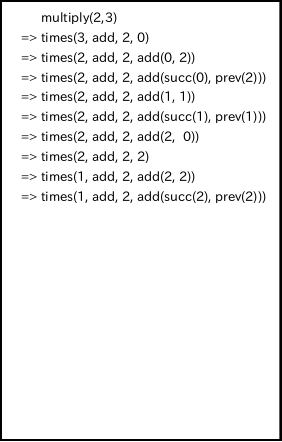 multiply(2,3)
=> times(3, add, 2, 0)
=> times(2, add, 2, add(0, 2))
=> times(2, add, 2, add(succ(0), prev(2)))
=> times(2, add, 2, add(1, 1))
=> times(2, add, 2, add(succ(1), prev(1)))
=> times(2, add, 2, add(2,  0))
=> times(2, add, 2, 2)
=> times(1, add, 2, add(2, 2))
=> times(1, add, 2, add(succ(2), prev(2)))